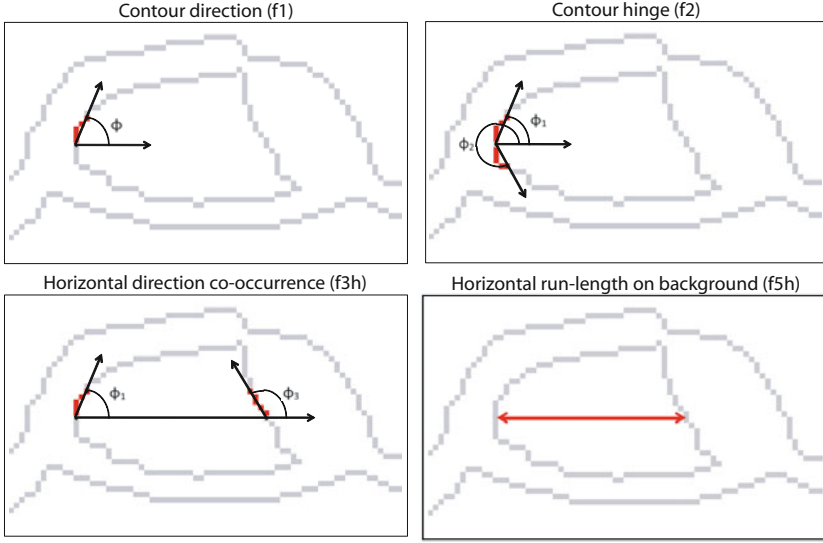 Contour direction (f1)
ϕ
Contour hinge (f2)
ϕ1
ϕ2
Horizontal direction co-occurrence (f3h)
ϕ1
ϕ3
Horizontal run-length on background (f5h)